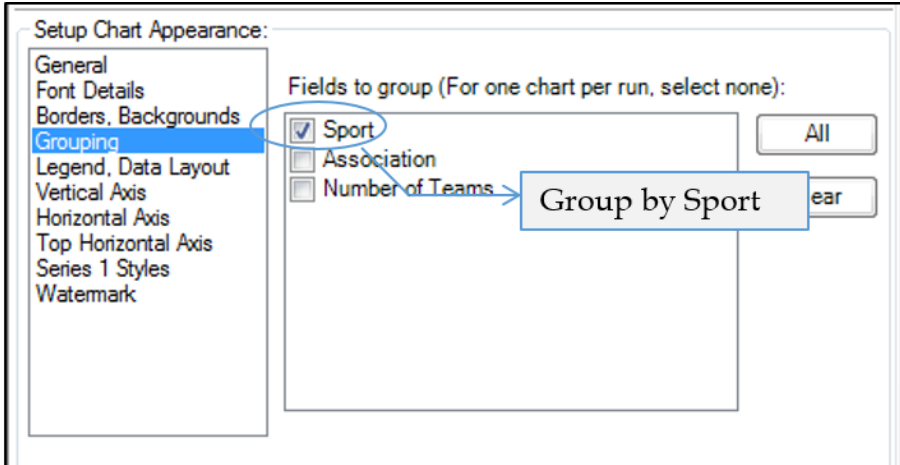 Setup Chart Appearance:
General
Font Details
Borders, Backgrounds
Grouping
Legend, Data Layout
Vertical Axis
Horizontal Axis
Top Horizontal Axis
Series 1 Styles
Watermark
Fields to group (For one chart per run, select none):
Sport
Association
Number of Teams
All
ear
Group by Sport